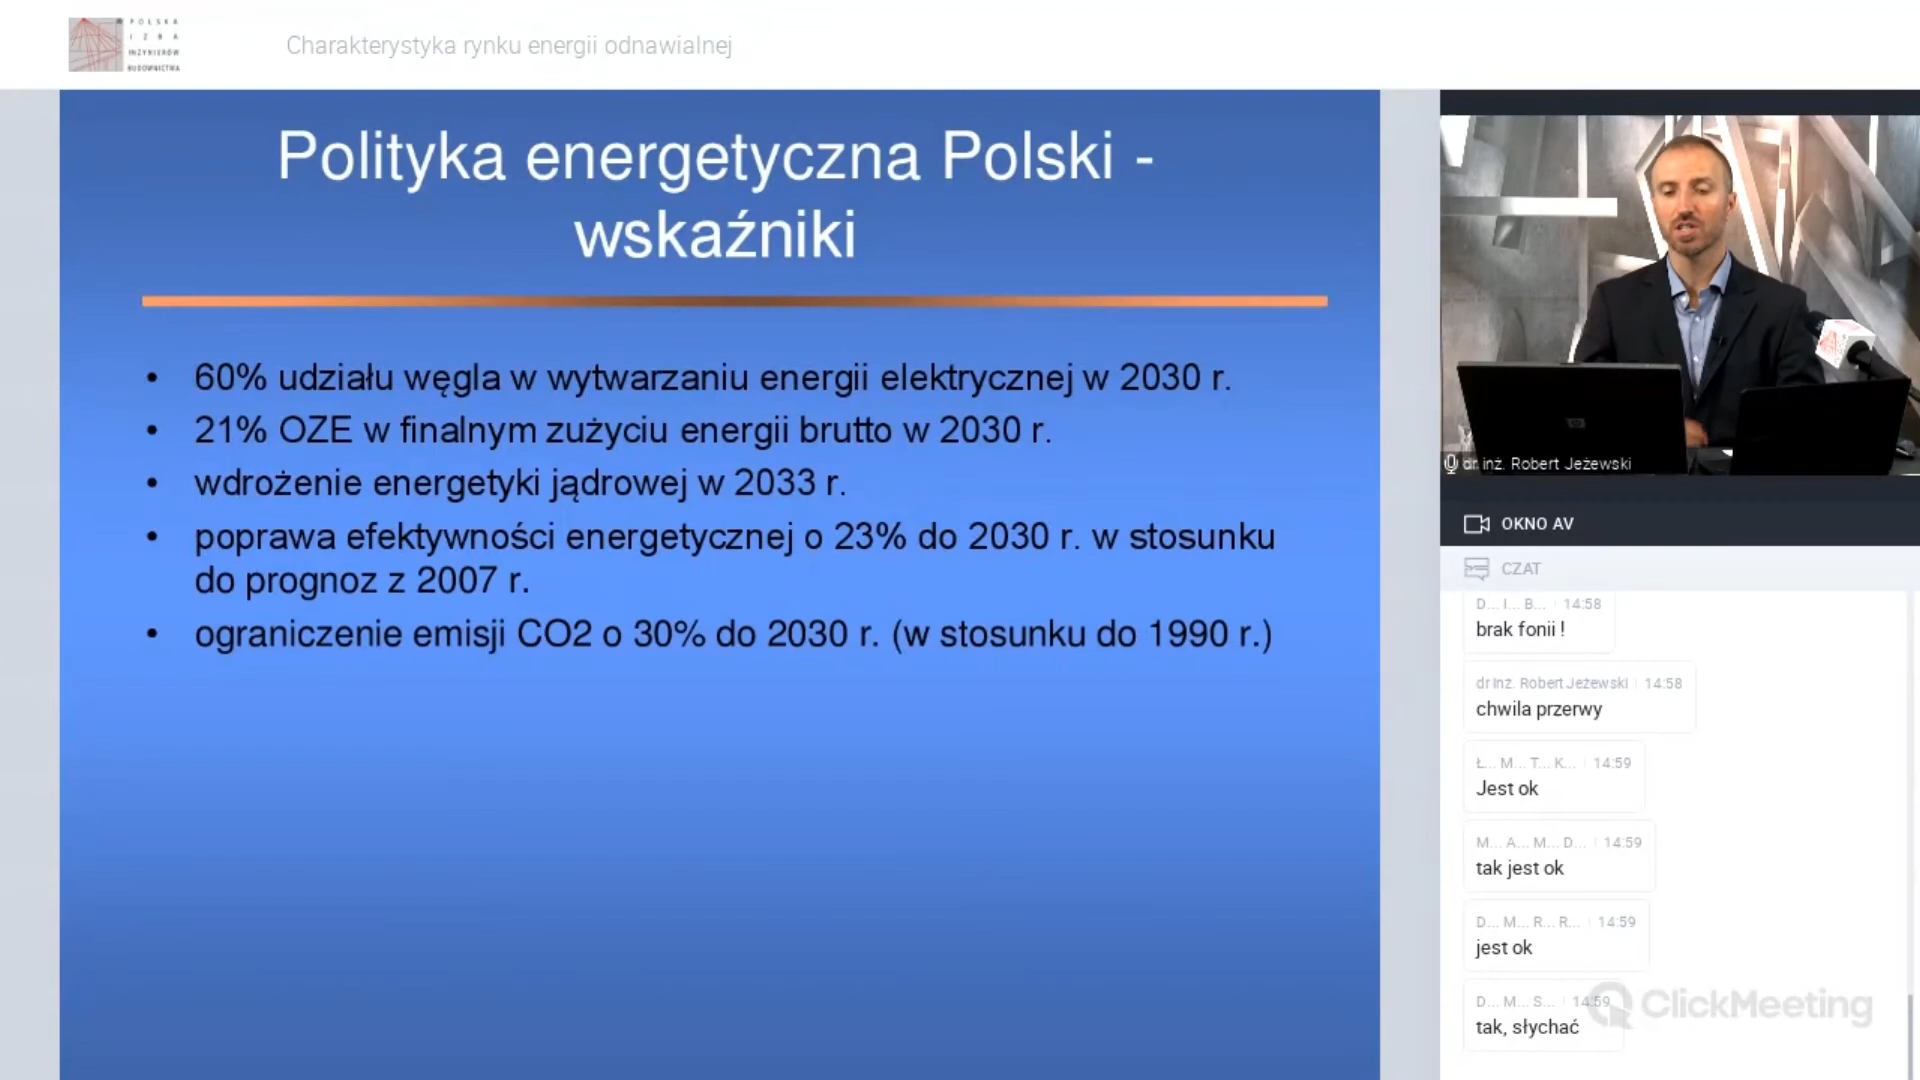 POLSKA
IZBA
INŻYNIERÓW
BUDOWNICTWA
Charakterystyka rynku energii odnawialnej
Polityka energetyczna Polski -
wskaźniki
• 60% udziału węgla w wytwarzaniu energii elektrycznej w 2030 r.
• 21% OZE w finalnym zużyciu energii brutto w 2030 r.
• wdrożenie energetyki jądrowej w 2033 r.
• poprawa efektywności energetycznej o 23% do 2030 r. w stosunku
do prognoz z 2007 r.
• ograniczenie emisji CO2 o 30% do 2030 r. (w stosunku do 1990 r.)
hp
dr inż. Robert Jeżewski
OKNO AV
CZAT
D... I... B... 14:58
brak fonii !
dr inż. Robert Jeżewski 14:58
chwila przerwy
Ł... M... T... K... 14:59
Jest ok
M... A... M... D... 14:59
tak jest ok
D... M... R... R... 14:59
jest ok
D... M... S... 14:59
tak, słychać
ClickMeeting